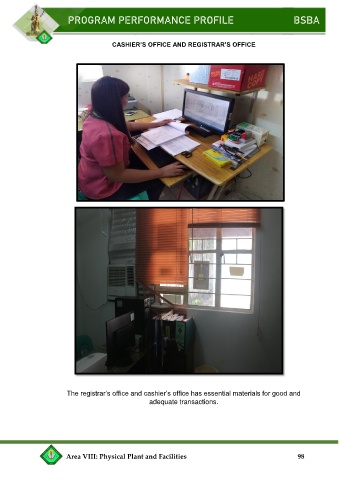 PROGRAM PERFORMANCE PROFILE BSBA
CASHIER'S OFFICE AND REGISTRAR'S OFFICE
The registrar's office and cashier's office has essential materials for good and
adequate transactions.
Area VIII: Physical Plant and Facilities 98